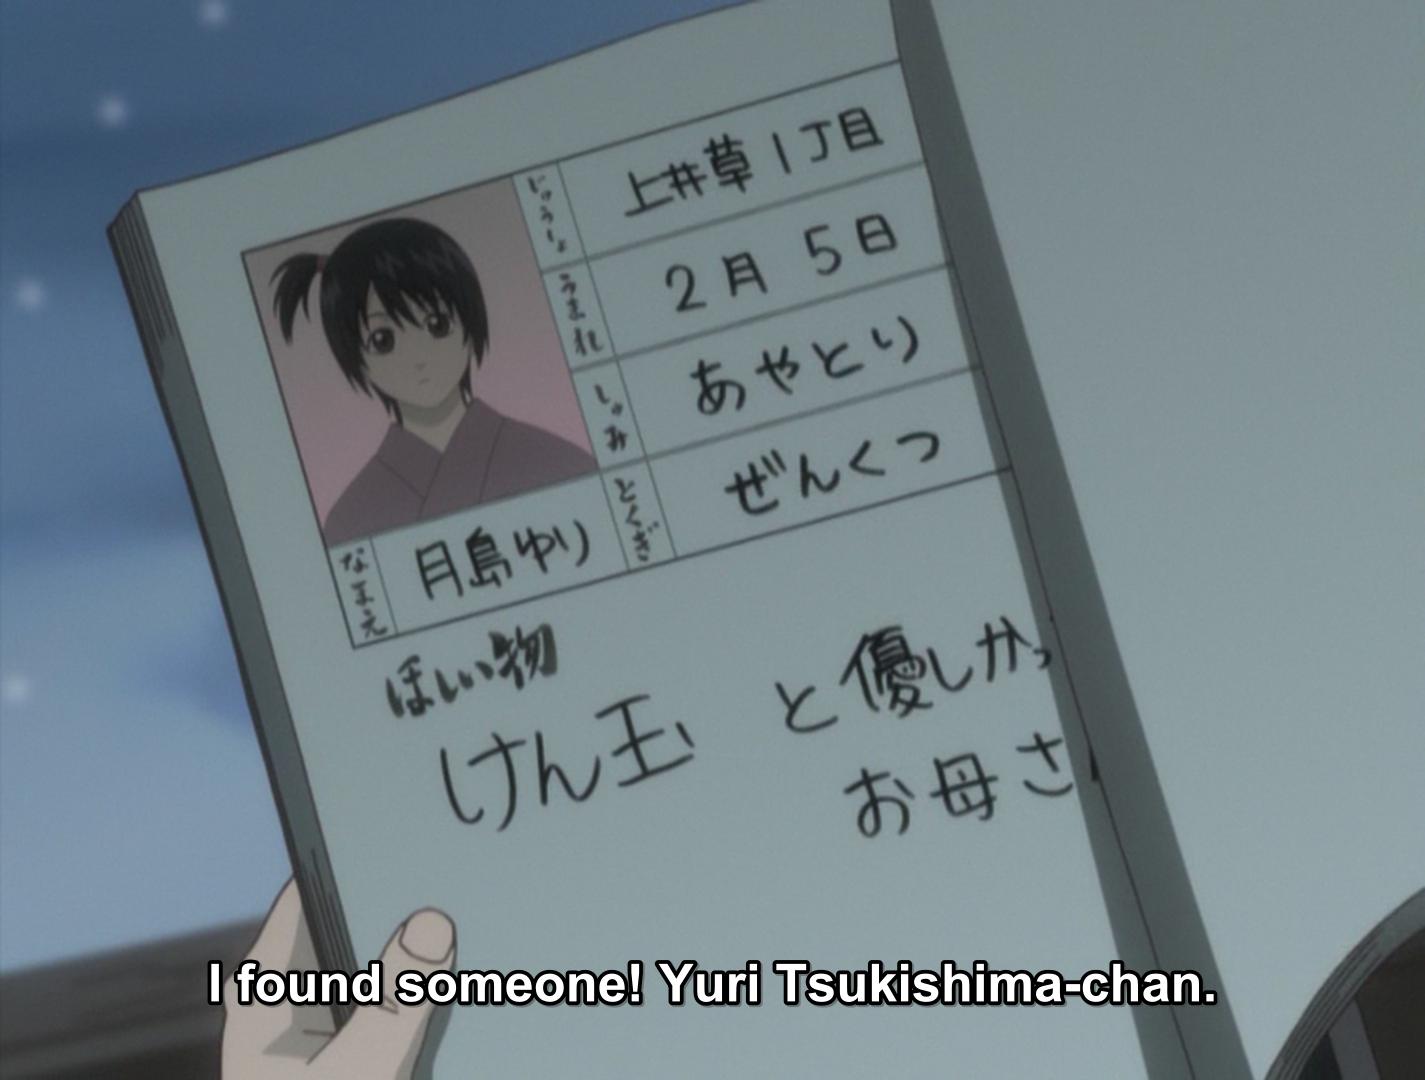 じゅうしょ 上井草1丁目
うまれ 2月 5日
しゅみ あやとり
とくぎ ぜんくつ
なまえ 月島ゆり
ほしい物
けん玉 と優しかっ
お母さ
I found someone! Yuri Tsukishima-chan.